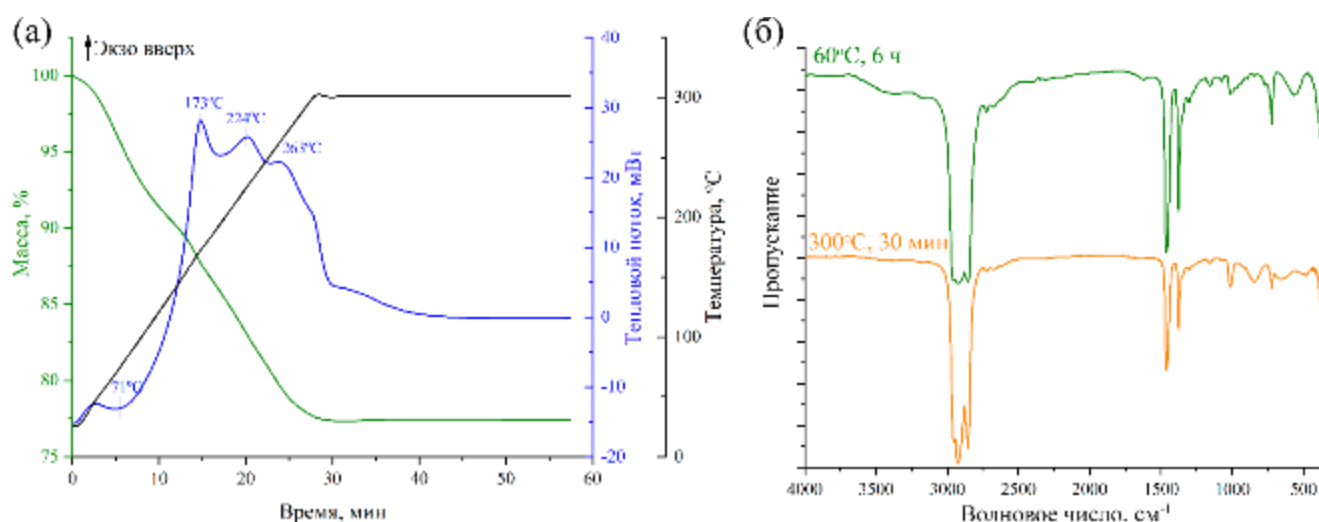 (а)
Экзо вверх
100
95
90
85
80
75
Масса, %
173°C
224°C
263°C
71°C
40
30
20
10
0
-10
-20
Тепловой поток, мВт
300
200
100
0
Температура, °C
0 10 20 30 40 50 60
Время, мин
(б)
60°C, 6 ч
300°C, 30 мин
Пропускание
4000 3500 3000 2500 2000 1500 1000 500
Волновое число, см⁻¹